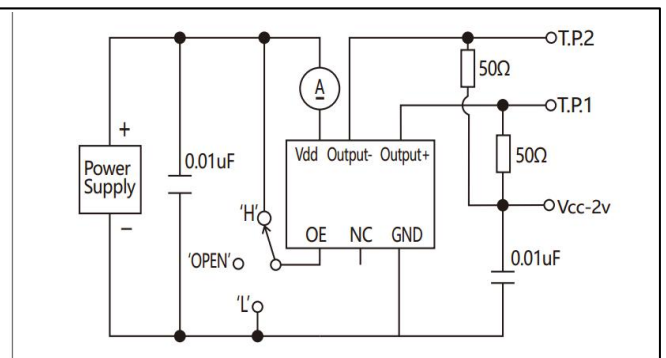 T.P.2
50Ω
A
T.P.1
+
Vdd Output- Output+
50Ω
Power
Supply
0.01uF
'H'
Vcc-2v
−
OE NC GND
'OPEN'
0.01uF
'L'